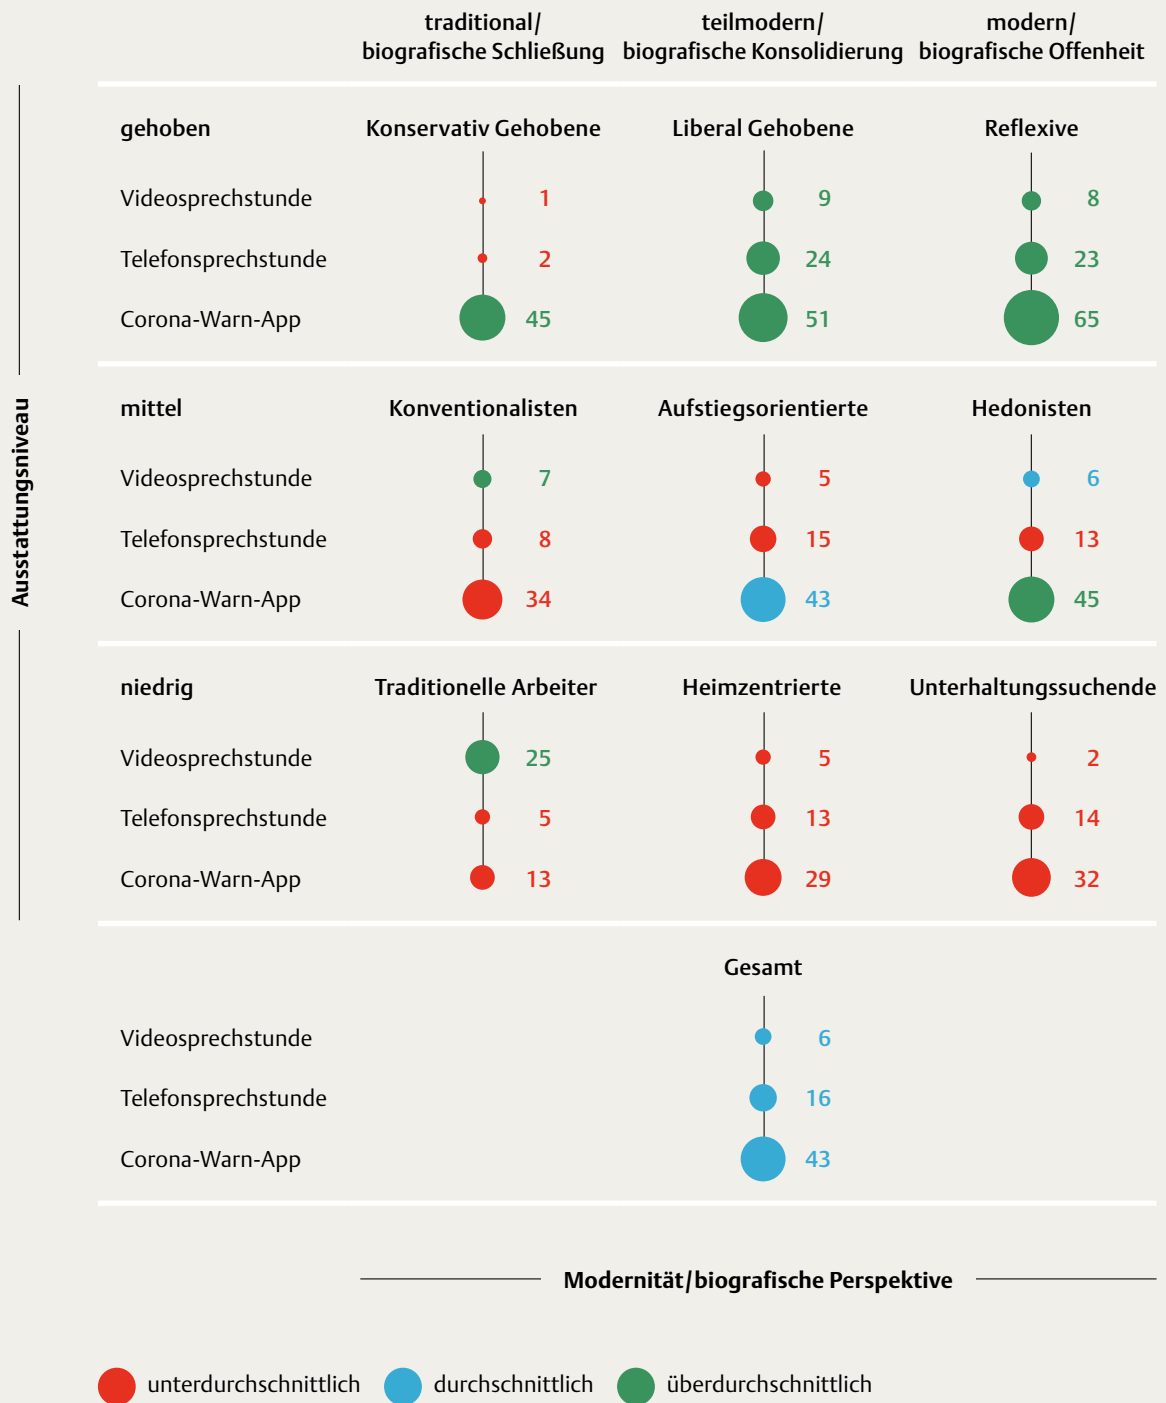 traditional/ teilmodern/ modern/
biografische Schließung biografische Konsolidierung biografische Offenheit
Ausstattungsniveau
gehoben Konservativ Gehobene Liberal Gehobene Reflexive
Videosprechstunde 1 9 8
Telefonsprechstunde 2 24 23
Corona-Warn-App 45 51 65
mittel Konventionalisten Aufstiegsorientierte Hedonisten
Videosprechstunde 7 5 6
Telefonsprechstunde 8 15 13
Corona-Warn-App 34 43 45
niedrig Traditionelle Arbeiter Heimzentrierte Unterhaltungssuchende
Videosprechstunde 25 5 2
Telefonsprechstunde 5 13 14
Corona-Warn-App 13 29 32
Gesamt
Videosprechstunde 6
Telefonsprechstunde 16
Corona-Warn-App 43
Modernität/biografische Perspektive
unterdurchschnittlich durchschnittlich überdurchschnittlich